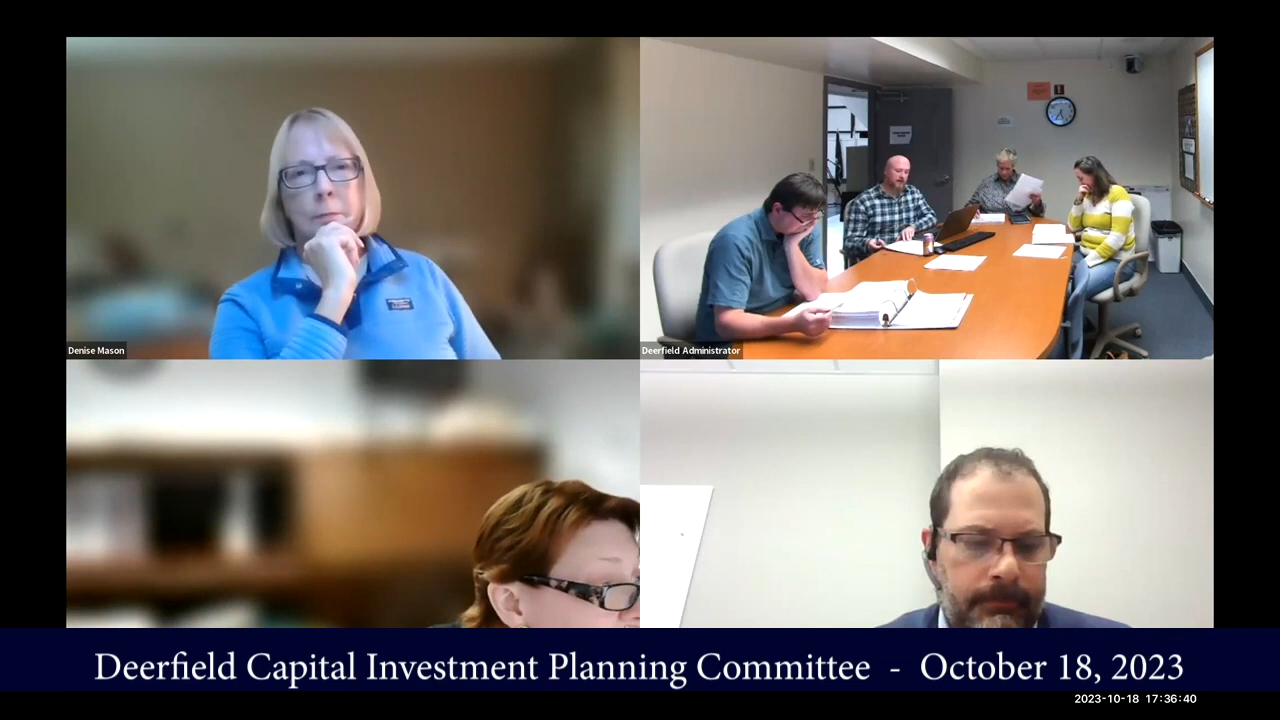 Denise Mason
Deerfield Administrator
Deerfield Capital Investment Planning Committee - October 18, 2023
2023-10-18 17:36:40